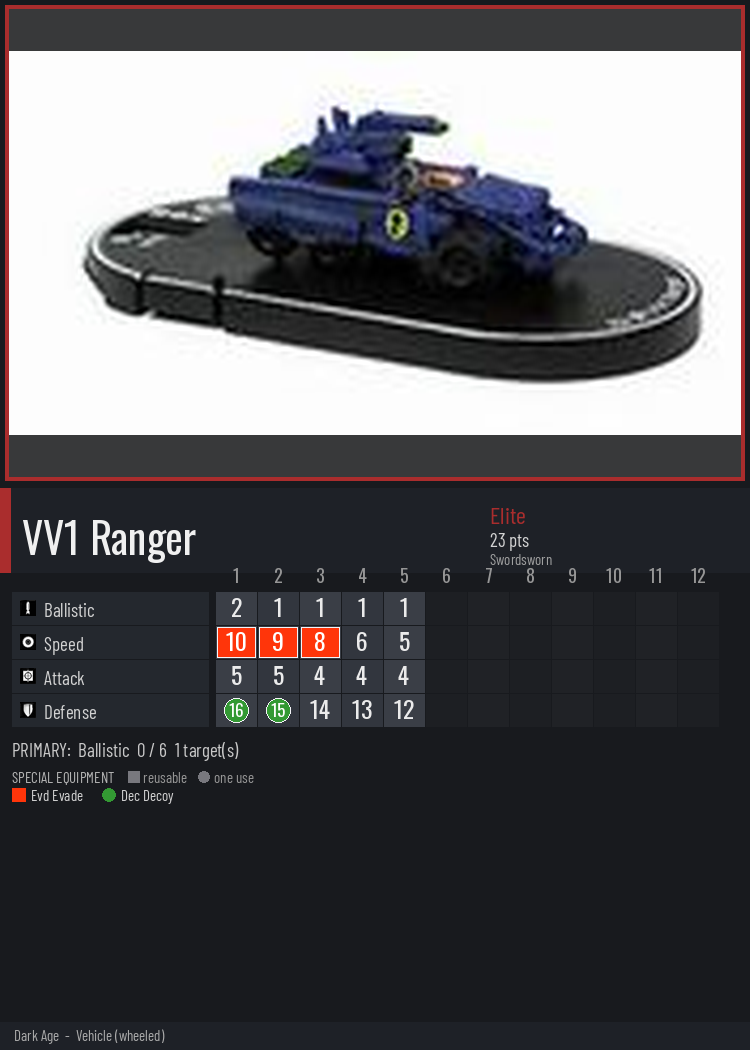 VV1 Ranger
Elite
23 pts
Swordsworn
1 2 3 4 5 6 7 8 9 10 11 12
Ballistic 2 1 1 1 1
Speed 10 9 8 6 5
Attack 5 5 4 4 4
Defense 16 15 14 13 12
PRIMARY: Ballistic 0 / 6 1 target(s)
SPECIAL EQUIPMENT reusable one use
Evd Evade Dec Decoy
Dark Age - Vehicle (wheeled)